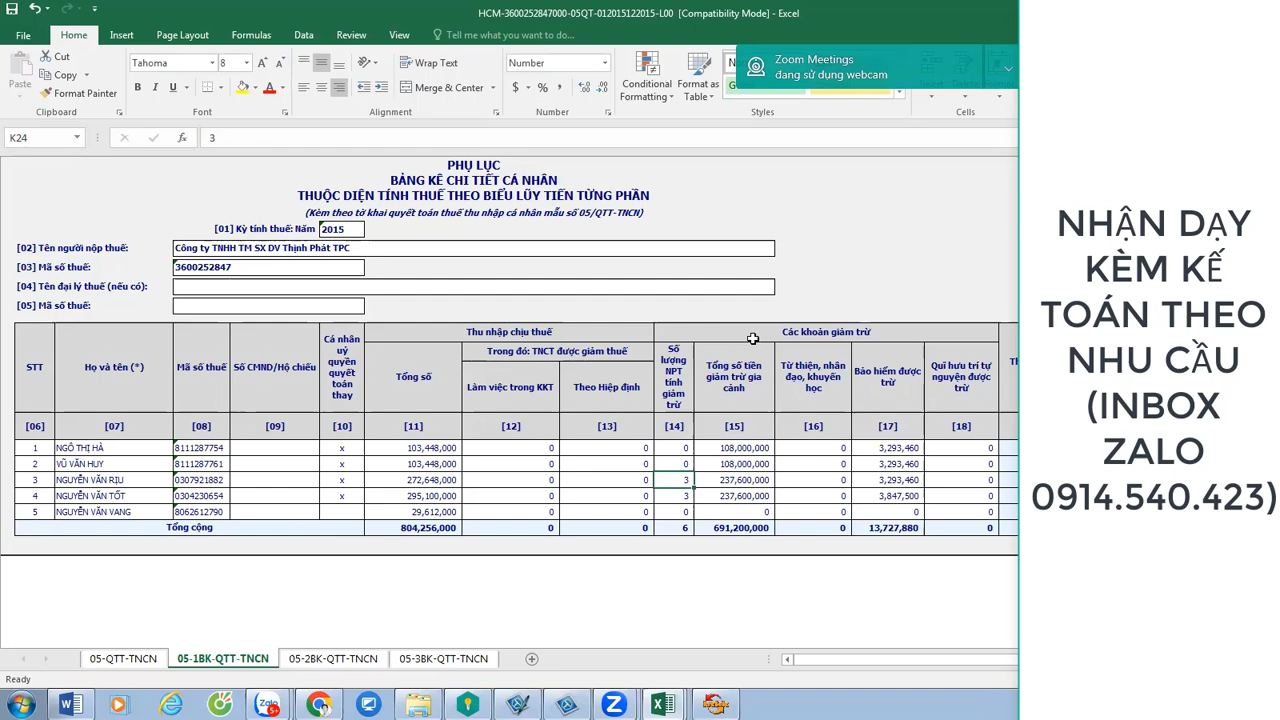 HCM-3600252847000-05QT-012015122015-L00 [Compatibility Mode] - Excel
File Home Insert Page Layout Formulas Data Review View Tell me what you want to do...
Zoom Meetings
đang sử dụng webcam
Paste
Cut
Copy
Format Painter
Clipboard
Tahoma 8
B I U
Font
Wrap Text
Merge & Center
Alignment
Number
$ % ,
Number
Conditional
Formatting
Format as
Table
Styles
Cells
K24 3
PHỤ LỤC
BẢNG KÊ CHI TIẾT CÁ NHÂN
THUỘC DIỆN TÍNH THUẾ THEO BIỂU LŨY TIẾN TỪNG PHẦN
(Kèm theo tờ khai quyết toán thuế thu nhập cá nhân mẫu số 05/QTT-TNCN)
[01] Kỳ tính thuế: Năm 2015
[02] Tên người nộp thuế: Công ty TNHH TM SX DV Thịnh Phát TPC
[03] Mã số thuế: 3600252847
[04] Tên đại lý thuế (nếu có):
[05] Mã số thuế:
STT
Họ và tên (*)
Mã số thuế
Số CMND/Hộ chiếu
Cá nhân
uỷ
quyền
quyết
toán
thay
Thu nhập chịu thuế
Tổng số
Trong đó: TNCT được giảm thuế
Làm việc trong KKT
Theo Hiệp định
Các khoản giảm trừ
Số
lượng
NPT
tính
giảm
trừ
Tổng số tiền
giảm trừ gia
cảnh
Từ thiện, nhân
đạo, khuyến
học
Bảo hiểm được
trừ
Quĩ hưu trí tự
nguyện được
trừ
[06] [07] [08] [09] [10] [11] [12] [13] [14] [15] [16] [17] [18]
1 NGÔ THỊ HÀ 8111287754 x 103,448,000 0 0 0 108,000,000 0 3,293,460 0
2 VŨ VĂN HUY 8111287761 x 103,448,000 0 0 0 108,000,000 0 3,293,460 0
3 NGUYỄN VĂN RỊU 0307921882 x 272,648,000 0 0 3 237,600,000 0 3,293,460 0
4 NGUYỄN VĂN TỐT 0304230654 x 295,100,000 0 0 3 237,600,000 0 3,847,500 0
5 NGUYỄN VĂN VANG 8062612790 29,612,000 0 0 0 0 0 0 0
Tổng cộng 804,256,000 0 0 6 691,200,000 0 13,727,880 0
05-QTT-TNCN 05-1BK-QTT-TNCN 05-2BK-QTT-TNCN 05-3BK-QTT-TNCN
Ready
Zalo
5+
NHẬN DẠY
KÈM KẾ
TOÁN THEO
NHU CẦU
(INBOX
ZALO
0914.540.423)